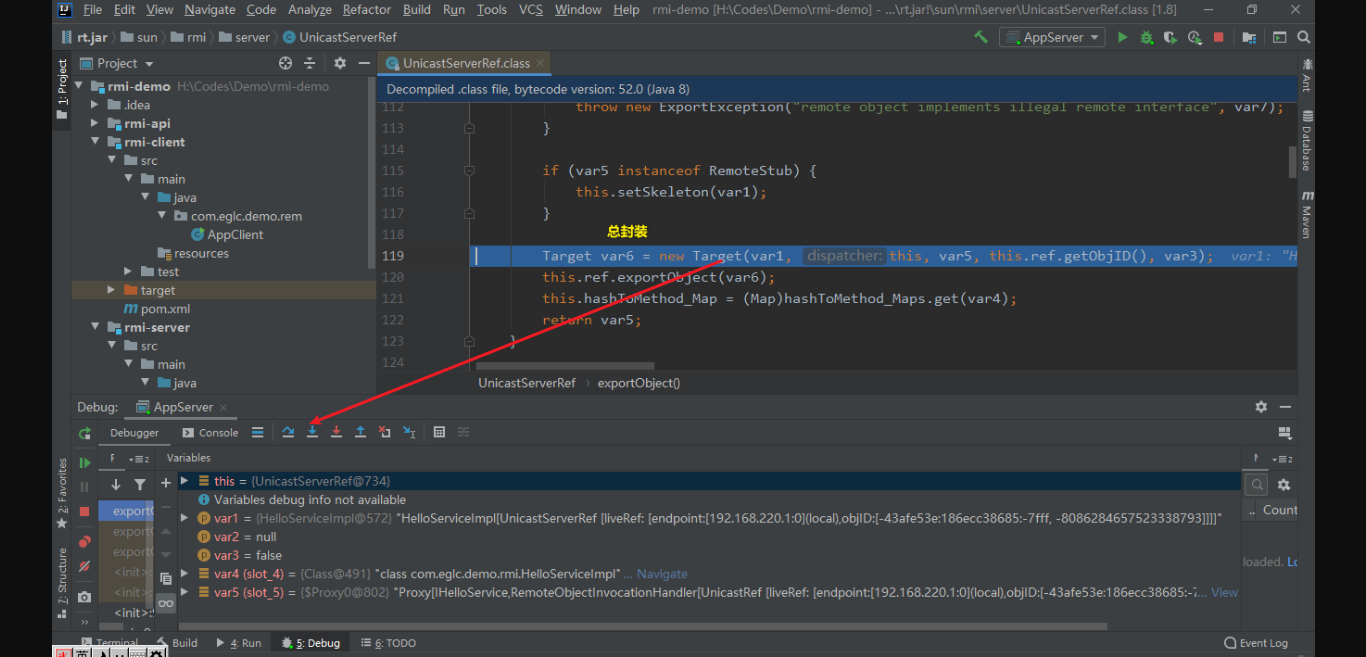 File Edit View Navigate Code Analyze Refactor Build Run Tools VCS Window Help rmi-demo [H:\Codes\Demo\rmi-demo] - ...\rt.jar!\sun\rmi\server\UnicastServerRef.class [1.8]
rt.jar sun rmi server UnicastServerRef AppServer
Project UnicastServerRef.class
1: Project
Ant
Database
Maven
rmi-demo H:\Codes\Demo\rmi-demo
.idea
rmi-api
rmi-client
src
main
java
com.eglc.demo.rem
AppClient
resources
test
target
pom.xml
rmi-server
src
main
java
Decompiled .class file, bytecode version: 52.0 (Java 8)
112 throw new ExportException("remote object implements illegal remote interface", var7);
113 }
114
115 if (var5 instanceof RemoteStub) {
116 this.setSkeleton(var1);
117 }
118 总封装
119 Target var6 = new Target(var1, dispatcher: this, var5, this.ref.getObjID(), var3); var1: "H
120 this.ref.exportObject(var6);
121 this.hashToMethod_Map = (Map)hashToMethod_Maps.get(var4);
122 return var5;
123 }
124
UnicastServerRef › exportObject()
Debug: AppServer
Debugger Console
2: Favorites
7: Structure
Variables
this = {UnicastServerRef@734}
Variables debug info not available
var1 = {HelloServiceImpl@572} "HelloServiceImpl[UnicastServerRef [liveRef: [endpoint:[192.168.220.1:0](local),objID:[-43afe53e:186ecc38685:-7fff, -8086284657523338793]]]]"
var2 = null
var3 = false
var4 (slot_4) = {Class@491} "class com.eglc.demo.rmi.HelloServiceImpl" ... Navigate
var5 (slot_5) = {$Proxy0@802} "Proxy[IHelloService,RemoteObjectInvocationHandler[UnicastRef [liveRef: [endpoint:[192.168.220.1:0](local),objID:[-43afe53e:186ecc38685:-7... View
export
export
export
<init>:
<init>:
<init>:
.. Count
loaded. Lo
Terminal Build 4: Run 5: Debug 6: TODO Event Log
英